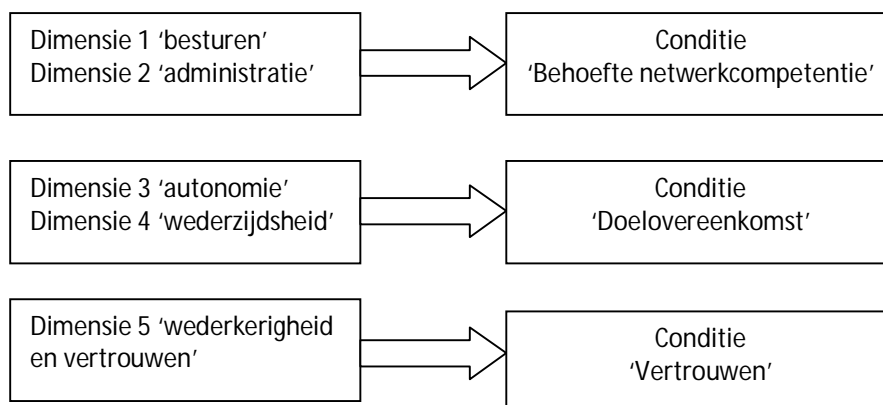 Dimensie 1 ‘besturen’
Dimensie 2 ‘administratie’
Conditie
‘Behoefte netwerkcompetentie’
Dimensie 3 ‘autonomie’
Dimensie 4 ‘wederzijdsheid’
Conditie
‘Doelovereenkomst’
Dimensie 5 ‘wederkerigheid
en vertrouwen’
Conditie
‘Vertrouwen’